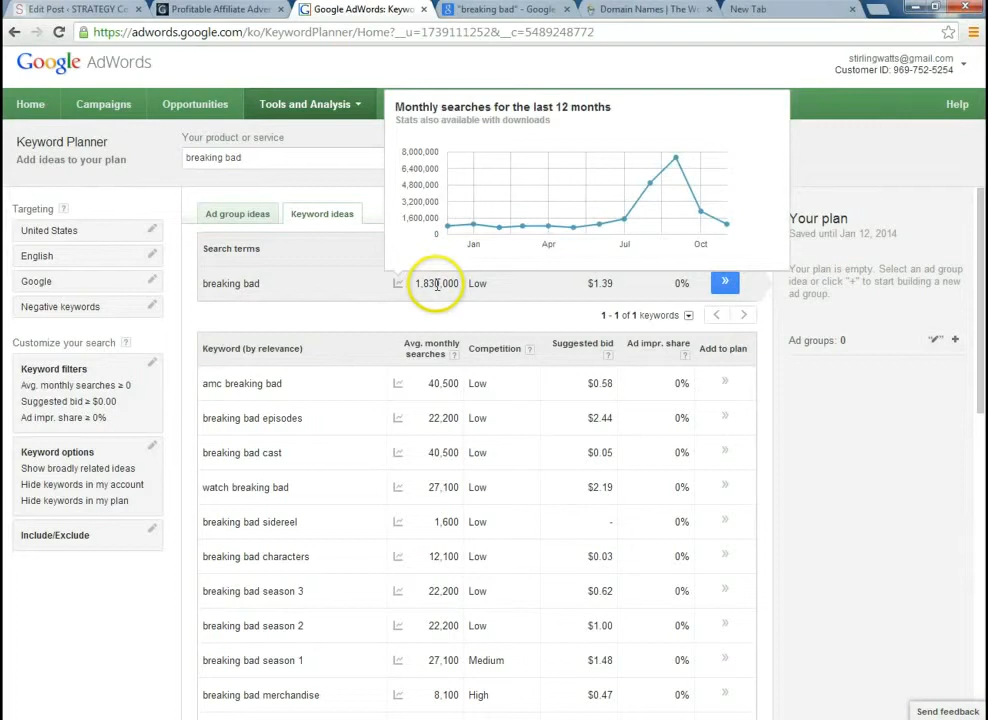 Edit Post ‹ STRATEGY Co
Profitable Affiliate Adver
Google AdWords: Keywo
"breaking bad" - Google
Domain Names | The W
New Tab
https://adwords.google.com/ko/KeywordPlanner/Home?__u=1739111252&__c=5489248772
Google AdWords
stirlingwatts@gmail.com
Customer ID: 969-752-5254
Home
Campaigns
Opportunities
Tools and Analysis
Help
Keyword Planner
Add ideas to your plan
Your product or service
breaking bad
Monthly searches for the last 12 months
Stats also available with downloads
8,000,000
6,400,000
4,800,000
3,200,000
1,600,000
0
Jan
Apr
Jul
Oct
Targeting ?
United States
English
Google
Negative keywords
Customize your search ?
Keyword filters
Avg. monthly searches ≥ 0
Suggested bid ≥ $0.00
Ad impr. share ≥ 0%
Keyword options
Show broadly related ideas
Hide keywords in my account
Hide keywords in my plan
Include/Exclude
Ad group ideas
Keyword ideas
Search terms
breaking bad 1,830,000 Low $1.39 0% »
1 - 1 of 1 keywords
Keyword (by relevance)
Avg. monthly searches ?
Competition ?
Suggested bid ?
Ad impr. share ?
Add to plan
amc breaking bad 40,500 Low $0.58 0% »
breaking bad episodes 22,200 Low $2.44 0% »
breaking bad cast 40,500 Low $0.05 0% »
watch breaking bad 27,100 Low $2.19 0% »
breaking bad sidereel 1,600 Low - 0% »
breaking bad characters 12,100 Low $0.03 0% »
breaking bad season 3 22,200 Low $0.62 0% »
breaking bad season 2 22,200 Low $1.00 0% »
breaking bad season 1 27,100 Medium $1.48 0% »
breaking bad merchandise 8,100 High $0.47 0% »
Your plan
Saved until Jan 12, 2014
Your plan is empty. Select an ad group
idea or click "+" to start building a new
ad group.
Ad groups: 0
Send feedback